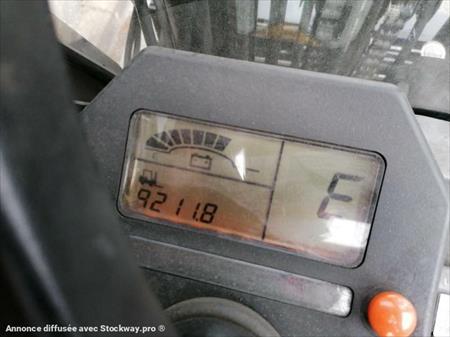 E
9211.8
Annonce diffusée avec Stockway.pro ®